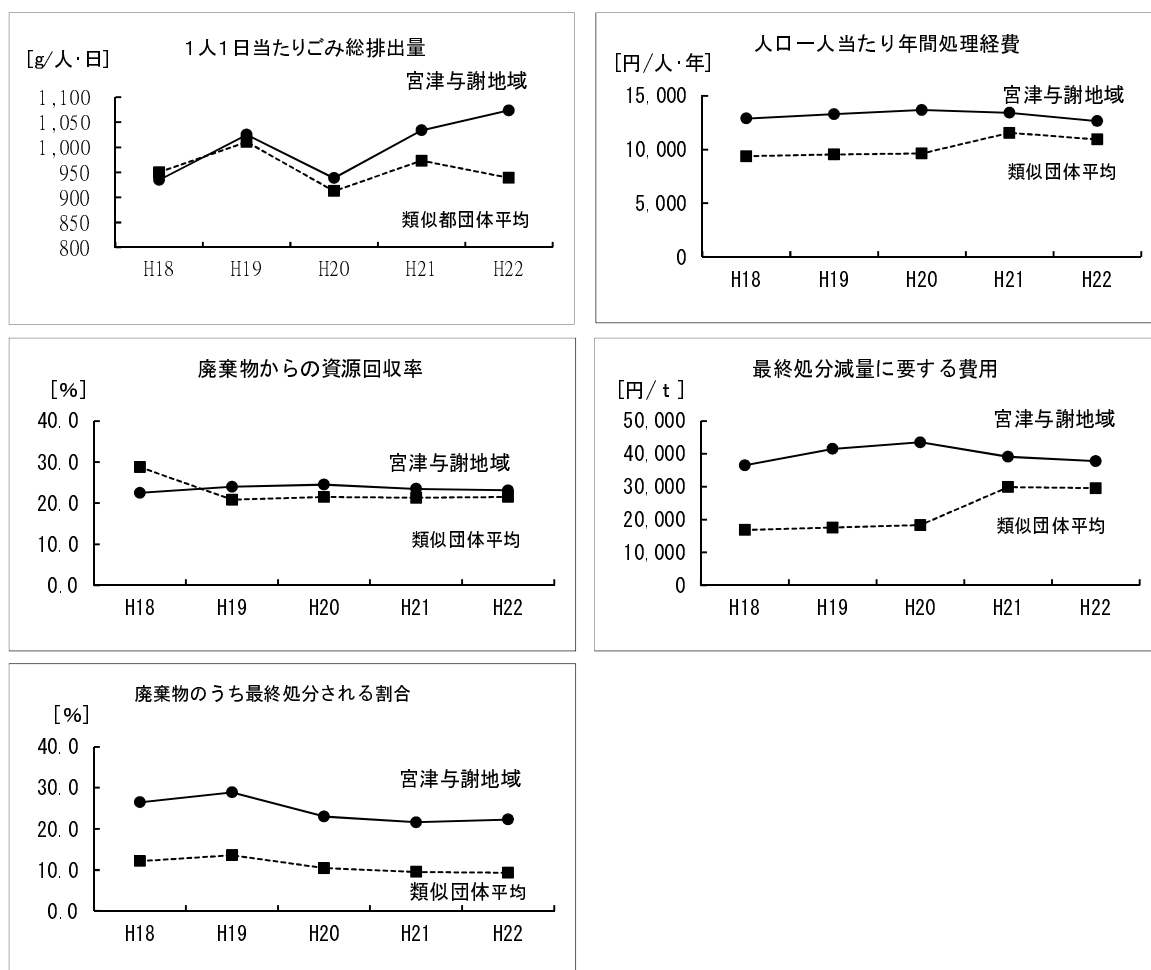 1人1日当たりごみ総排出量
[g/人・日]
宮津与謝地域
1,100
1,050
1,000
950
900
850
800
類似都団体平均
H18 H19 H20 H21 H22
人口一人当たり年間処理経費
[円/人・年]
宮津与謝地域
15,000
10,000
5,000
0
類似団体平均
H18 H19 H20 H21 H22
廃棄物からの資源回収率
[%]
40.0
30.0
20.0
10.0
0.0
宮津与謝地域
類似団体平均
H18 H19 H20 H21 H22
最終処分減量に要する費用
[円/t]
50,000
40,000
30,000
20,000
10,000
0
宮津与謝地域
類似団体平均
H18 H19 H20 H21 H22
廃棄物のうち最終処分される割合
[%]
40.0
30.0
20.0
10.0
0.0
宮津与謝地域
類似団体平均
H18 H19 H20 H21 H22